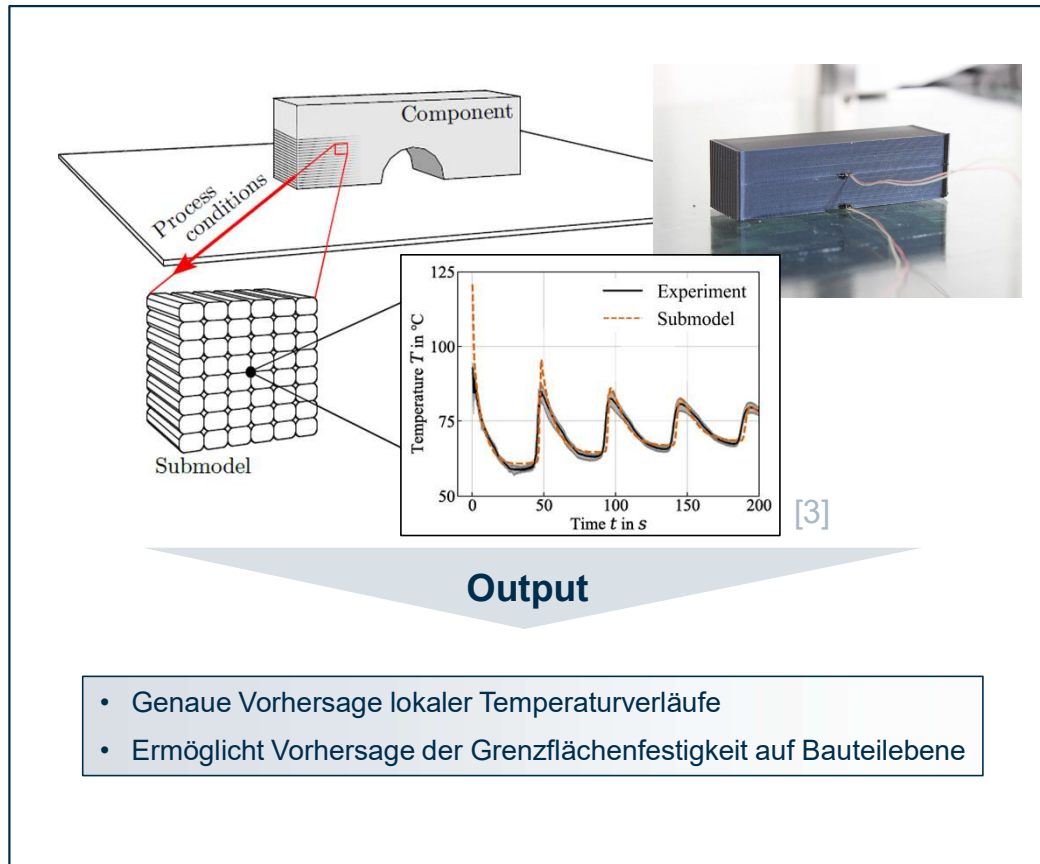 Component
Process
conditions
Submodel
125
100
75
50
Temperature T in °C
Experiment
Submodel
0
50
100
150
200
Time t in s
[3]
Output
• Genaue Vorhersage lokaler Temperaturverläufe
• Ermöglicht Vorhersage der Grenzflächenfestigkeit auf Bauteilebene